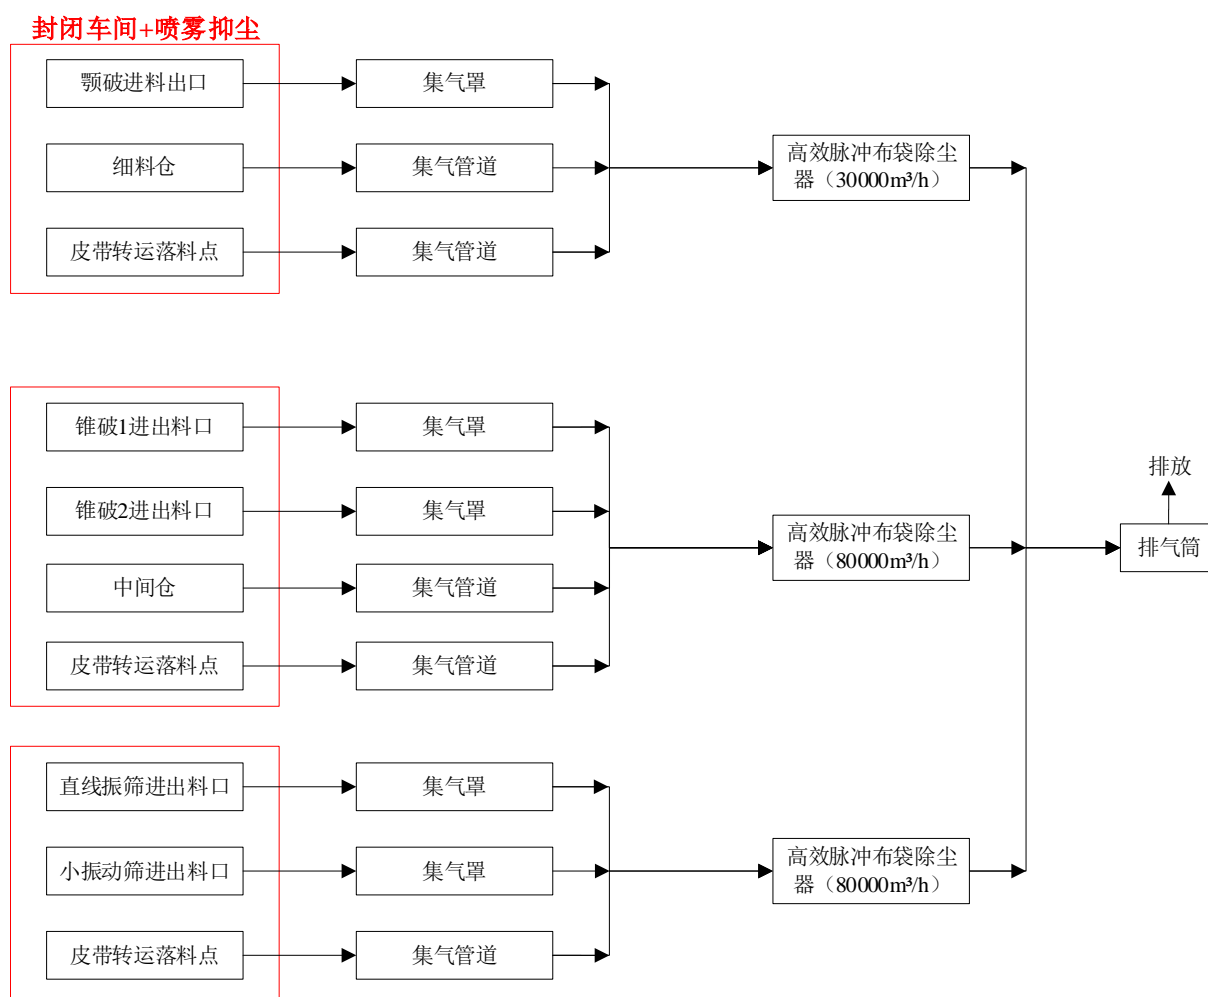 封闭车间+喷雾抑尘
颚破进料出口
集气罩
细料仓
集气管道
高效脉冲布袋除尘
器（30000m³/h）
皮带转运落料点
集气管道
锥破1进出料口
集气罩
锥破2进出料口
集气罩
中间仓
集气管道
皮带转运落料点
集气管道
高效脉冲布袋除尘
器（80000m³/h）
排放
排气筒
直线振筛进出料口
集气罩
小振动筛进出料口
集气罩
皮带转运落料点
集气管道
高效脉冲布袋除尘
器（80000m³/h）